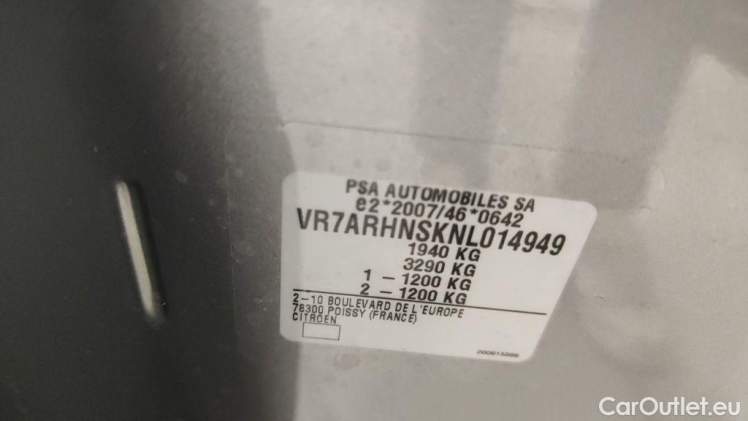 PSA AUTOMOBILES SA
e2*2007/46*0642
VR7ARHNSKNL014949
1940 KG
3290 KG
1 - 1200 KG
2 - 1200 KG
2-10 BOULEVARD DE L'EUROPE
78300 POISSY (FRANCE)
CITROEN
CarOutlet.eu